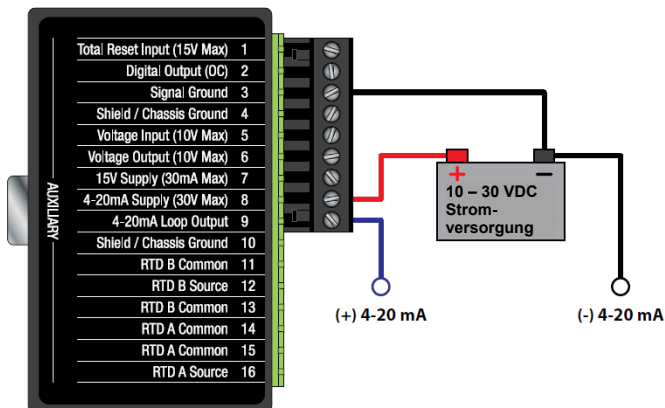 Total Reset Input (15V Max) 1
Digital Output (OC) 2
Signal Ground 3
Shield / Chassis Ground 4
Voltage Input (10V Max) 5
Voltage Output (10V Max) 6
15V Supply (30mA Max) 7
4-20mA Supply (30V Max) 8
4-20mA Loop Output 9
Shield / Chassis Ground 10
RTD B Common 11
RTD B Source 12
RTD B Common 13
RTD A Common 14
RTD A Common 15
RTD A Source 16
AUXILIARY
+ –
10 – 30 VDC
Strom-
versorgung
(+) 4-20 mA
(-) 4-20 mA